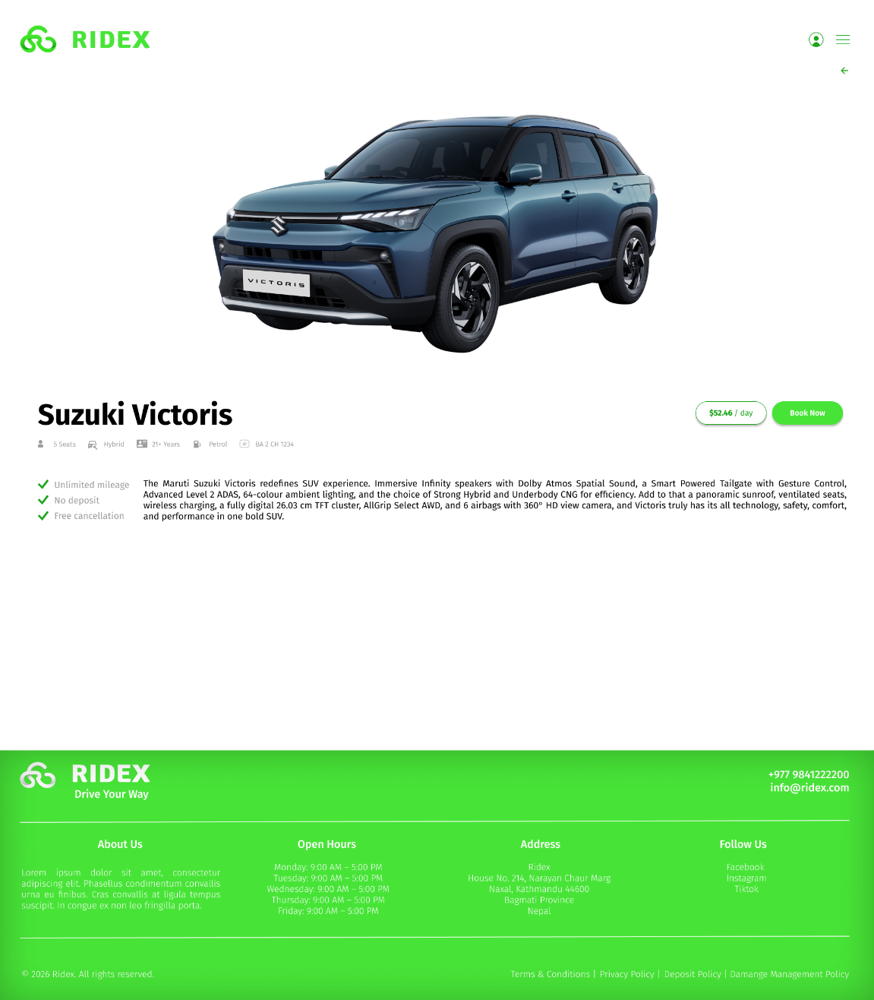 RIDEX
VICTORIS
Suzuki Victoris
$52.46 / day
Book Now
5 Seats
Hybrid
21+ Years
Petrol
BA 2 CH 1234
Unlimited mileage
No deposit
Free cancellation
The Maruti Suzuki Victoris redefines SUV experience. Immersive Infinity speakers with Dolby Atmos Spatial Sound, a Smart Powered Tailgate with Gesture Control,
Advanced Level 2 ADAS, 64-colour ambient lighting, and the choice of Strong Hybrid and Underbody CNG for efficiency. Add to that a panoramic sunroof, ventilated seats,
wireless charging, a fully digital 26.03 cm TFT cluster, AllGrip Select AWD, and 6 airbags with 360° HD view camera, and Victoris truly has its all technology, safety, comfort,
and performance in one bold SUV.
RIDEX
Drive Your Way
+977 9841222200
info@ridex.com
About Us
Lorem ipsum dolor sit amet, consectetur
adipiscing elit. Phasellus condimentum convallis
urna eu finibus. Cras convallis at ligula tempus
suscipit. In congue ex non leo fringilla porta.
Open Hours
Monday: 9:00 AM – 5:00 PM
Tuesday: 9:00 AM – 5:00 PM
Wednesday: 9:00 AM – 5:00 PM
Thursday: 9:00 AM – 5:00 PM
Friday: 9:00 AM – 5:00 PM
Address
Ridex
House No. 214, Narayan Chaur Marg
Naxal, Kathmandu 44600
Bagmati Province
Nepal
Follow Us
Facebook
Instagram
Tiktok
© 2026 Ridex. All rights reserved.
Terms & Conditions | Privacy Policy | Deposit Policy | Damange Management Policy